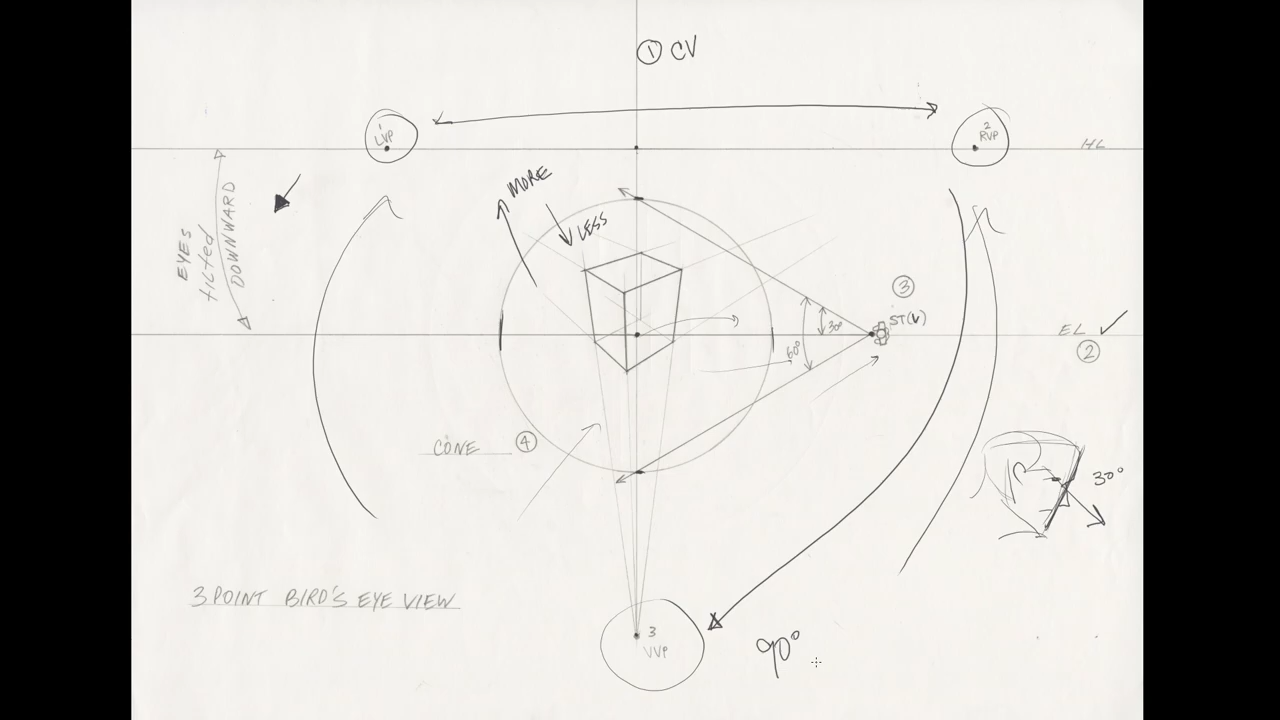 ① CV
1
LVP
2
RVP
HL
MORE
LESS
EYES
tilted
DOWNWARD
③
ST(V)
30°
60°
EL ✓
②
CONE ④
30°
3 POINT BIRD'S EYE VIEW
3
VVP
90°